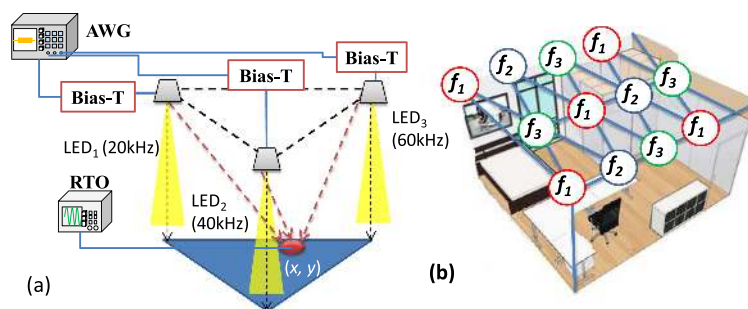 AWG
Bias-T
Bias-T
Bias-T
LED1 (20kHz)
LED3
(60kHz)
RTO
LED2
(40kHz)
(x, y)
(a)
f1
f2
f3
f1
f3
f1
f2
f3
f1
f3
f2
f1
(b)